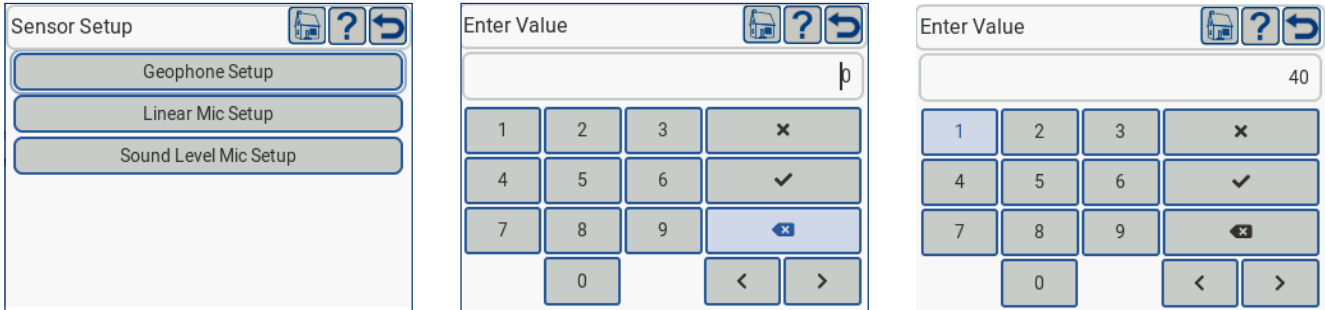 Sensor Setup ?
Geophone Setup
Linear Mic Setup
Sound Level Mic Setup
Enter Value ?
0
1 2 3
4 5 6
7 8 9
0 < >
Enter Value ?
40
1 2 3
4 5 6
7 8 9
0 < >